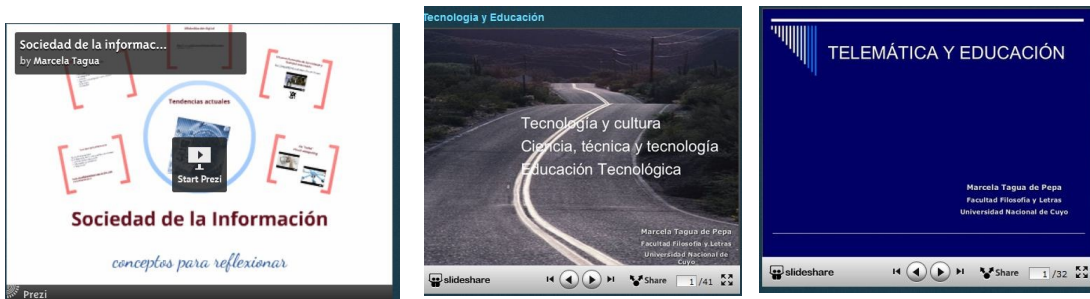 Sociedad de la informac...
by Marcela Tagua
Tendencias actuales
Start Prezi
Sociedad de la Información
conceptos para reflexionar
Prezi
Tecnología y Educación
Tecnología y cultura
Ciencia, técnica y tecnología
Educación Tecnológica
Marcela Tagua de Pepa
Facultad Filosofía y Letras
Universidad Nacional de
Cuyo
slideshare
Share
1 /41
TELEMÁTICA Y EDUCACIÓN
Marcela Tagua de Pepa
Facultad Filosofía y Letras
Universidad Nacional de Cuyo
slideshare
Share
1 /32